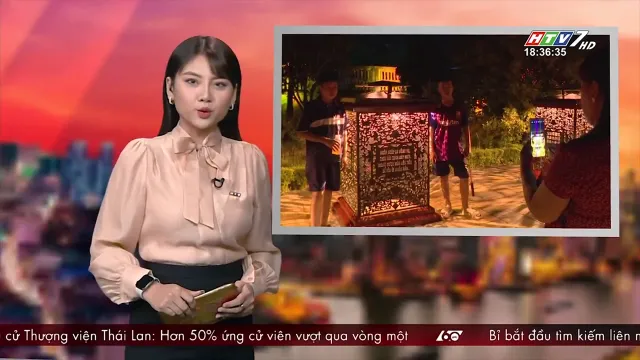 HTV7 HD
18:36:35
cử Thượng viện Thái Lan: Hơn 50% ứng cử viên vượt qua vòng một 60 Bỉ bắt đầu tìm kiếm liên